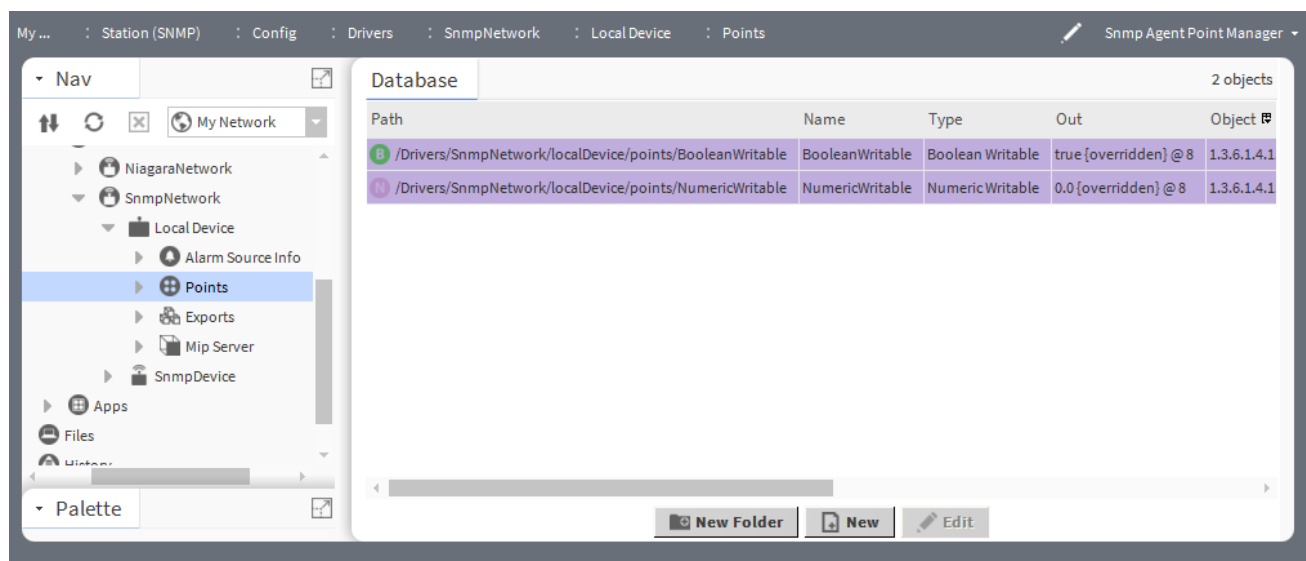 My ... : Station (SNMP) : Config : Drivers : SnmpNetwork : Local Device : Points Snmp Agent Point Manager
Nav
My Network
NiagaraNetwork
SnmpNetwork
Local Device
Alarm Source Info
Points
Exports
Mip Server
SnmpDevice
Apps
Files
History
Palette
Database 2 objects
Path Name Type Out Object
B /Drivers/SnmpNetwork/localDevice/points/BooleanWritable BooleanWritable Boolean Writable true {overridden} @ 8 1.3.6.1.4.1
N /Drivers/SnmpNetwork/localDevice/points/NumericWritable NumericWritable Numeric Writable 0.0 {overridden} @ 8 1.3.6.1.4.1
New Folder New Edit